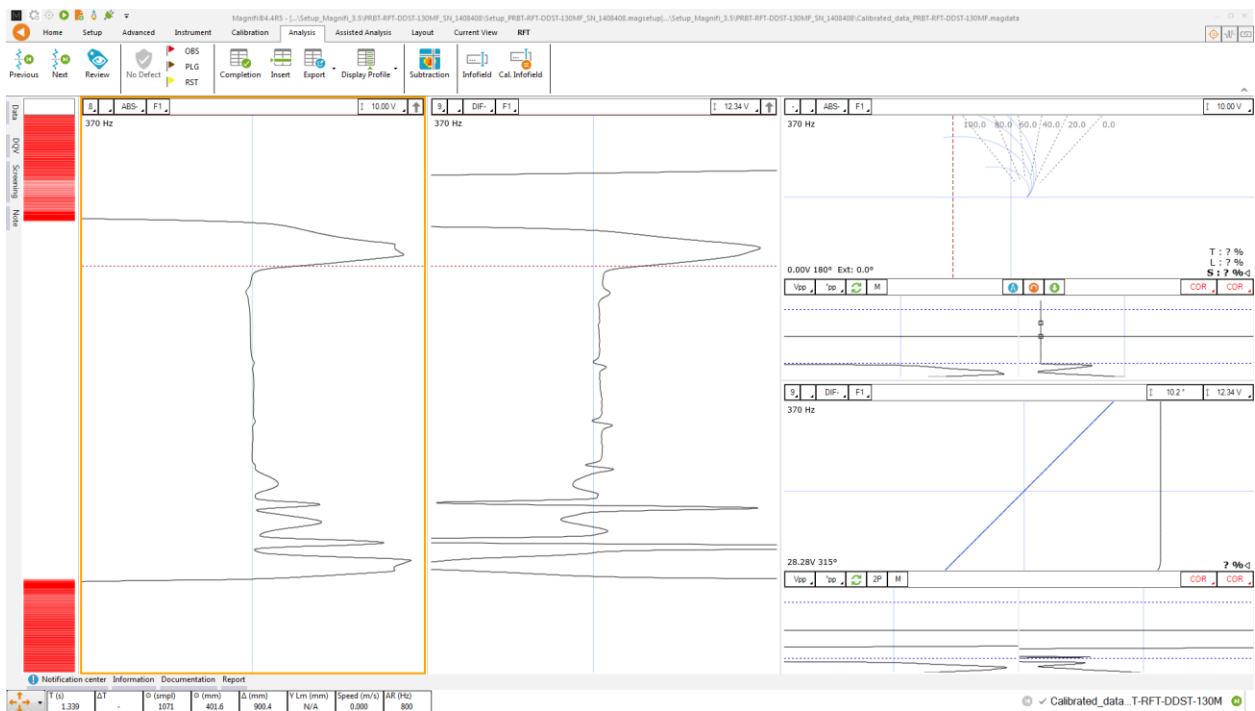 Magnifi®4.4R5 - [...\Setup_Magnifi_3.5\PRBT-RFT-DDST-130MF_SN_1408408\Setup_PRBT-RFT-DDST-130MF_SN_1408408.magsetup]...\Setup_Magnifi_3.5\PRBT-RFT-DDST-130MF_SN_1408408\Calibrated_data_PRBT-RFT-DDST-130MF.magdata
Home Setup Advanced Instrument Calibration Analysis Assisted Analysis Layout Current View RFT
OBS
PLG
RST
Previous Next Review No Defect Completion Insert Export Display Profile Subtraction Infofield Cal. Infofield
Data
DQV
Screening
Note
8 ABS- F1 10.00 V
370 Hz
9 DIF- F1 12.34 V
370 Hz
- ABS- F1 10.00 V
370 Hz
100.0 80.0 60.0 40.0 20.0 0.0
T : ? %
L : ? %
S : ? %
0.00V 180° Ext: 0.0°
Vpp °pp M A COR COR
9 DIF- F1 10.2 ° 12.34 V
370 Hz
28.28V 315° ? %
Vpp °pp 2P M COR COR
Notification center Information Documentation Report
T (s) ΔT (smpl) (mm) Δ (mm) Y Lm (mm) Speed (m/s) AR (Hz)
1.339 - 1071 401.6 900.4 N/A 0.000 800
Calibrated_data...T-RFT-DDST-130M